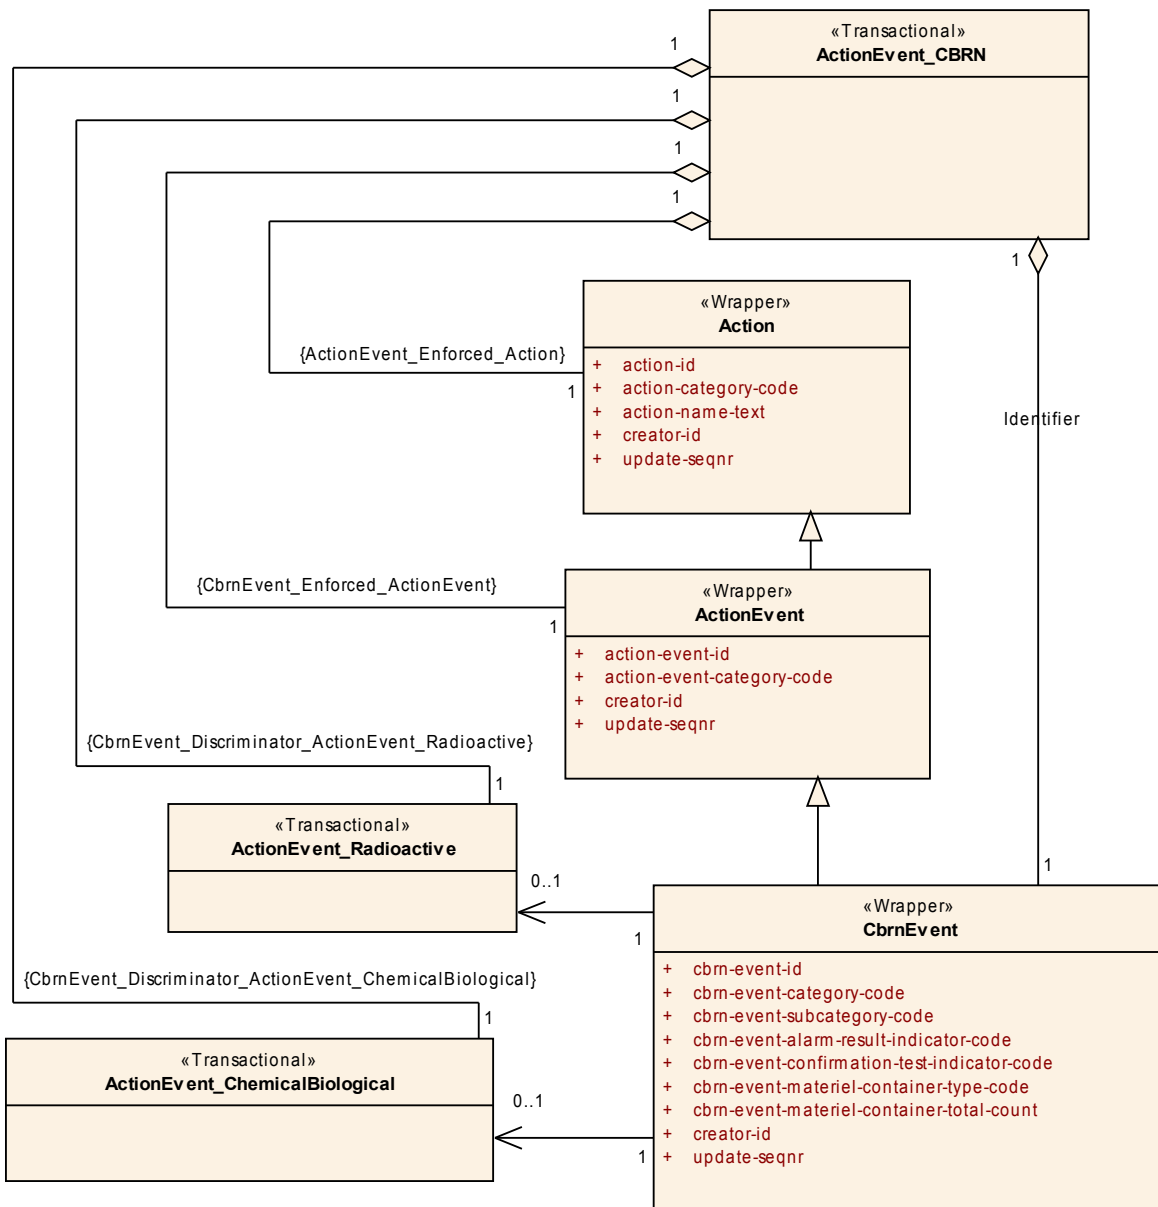 «Transactional»
ActionEvent_CBRN
1
1
1
1
1
«Wrapper»
Action
+ action-id
+ action-category-code
+ action-name-text
+ creator-id
+ update-seqnr
{ActionEvent_Enforced_Action}
1
Identifier
«Wrapper»
ActionEvent
+ action-event-id
+ action-event-category-code
+ creator-id
+ update-seqnr
{CbrnEvent_Enforced_ActionEvent}
1
{CbrnEvent_Discriminator_ActionEvent_Radioactive}
1
«Transactional»
ActionEvent_Radioactive
0..1
1
1
«Wrapper»
CbrnEvent
+ cbrn-event-id
+ cbrn-event-category-code
+ cbrn-event-subcategory-code
+ cbrn-event-alarm-result-indicator-code
+ cbrn-event-confirmation-test-indicator-code
+ cbrn-event-materiel-container-type-code
+ cbrn-event-materiel-container-total-count
+ creator-id
+ update-seqnr
{CbrnEvent_Discriminator_ActionEvent_ChemicalBiological}
1
«Transactional»
ActionEvent_ChemicalBiological
0..1
1